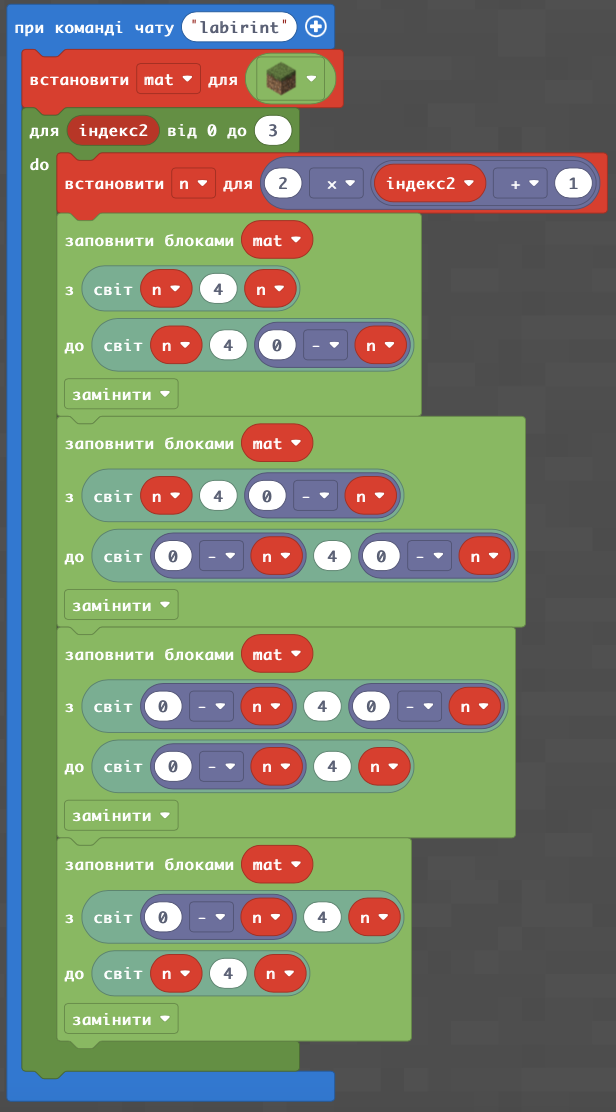 при команді чату "labirint"
встановити mat для
для індекс2 від 0 до 3
do
встановити n для 2 × індекс2 + 1
заповнити блоками mat
з світ n 4 n
до світ n 4 0 - n
замінити
заповнити блоками mat
з світ n 4 0 - n
до світ 0 - n 4 0 - n
замінити
заповнити блоками mat
з світ 0 - n 4 0 - n
до світ 0 - n 4 n
замінити
заповнити блоками mat
з світ 0 - n 4 n
до світ n 4 n
замінити